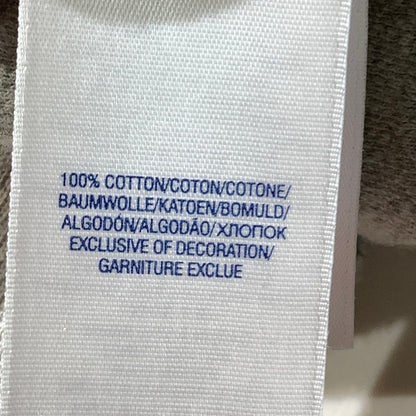 100% COTTON/COTON/COTONE/
BAUMWOLLE/KATOEN/BOMULD/
ALGODÓN/ALGODÃO/ХЛОПОК
EXCLUSIVE OF DECORATION/
GARNITURE EXCLUE